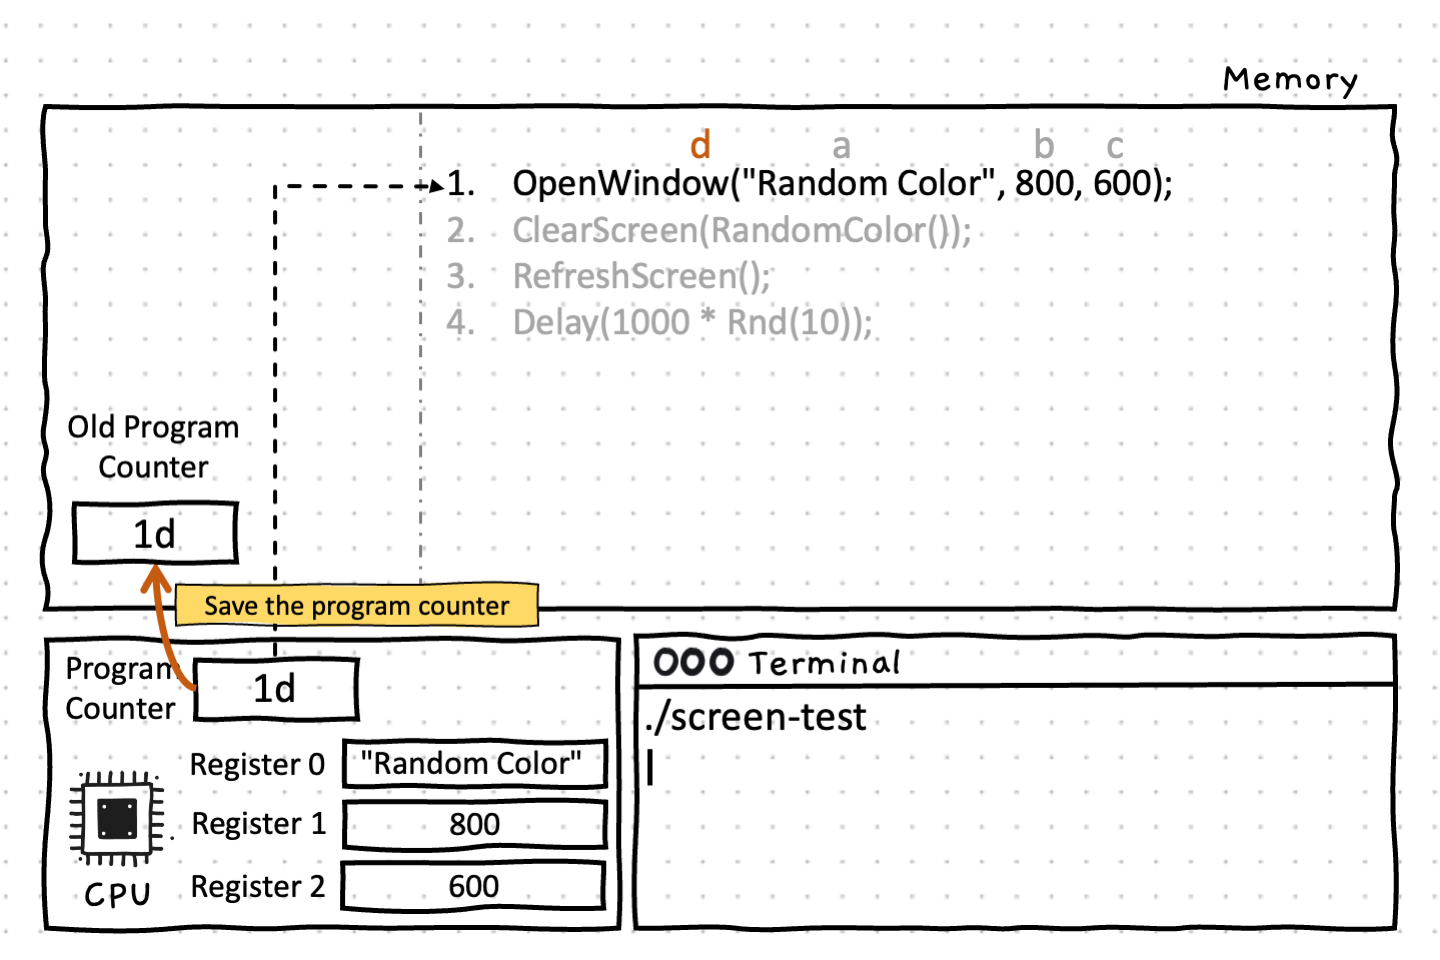 Memory
d a b c
1. OpenWindow("Random Color", 800, 600);
2. ClearScreen(RandomColor());
3. RefreshScreen();
4. Delay(1000 * Rnd(10));
Old Program
Counter
1d
Save the program counter
Program
Counter
1d
Register 0 "Random Color"
Register 1 800
Register 2 600
CPU
Terminal
./screen-test